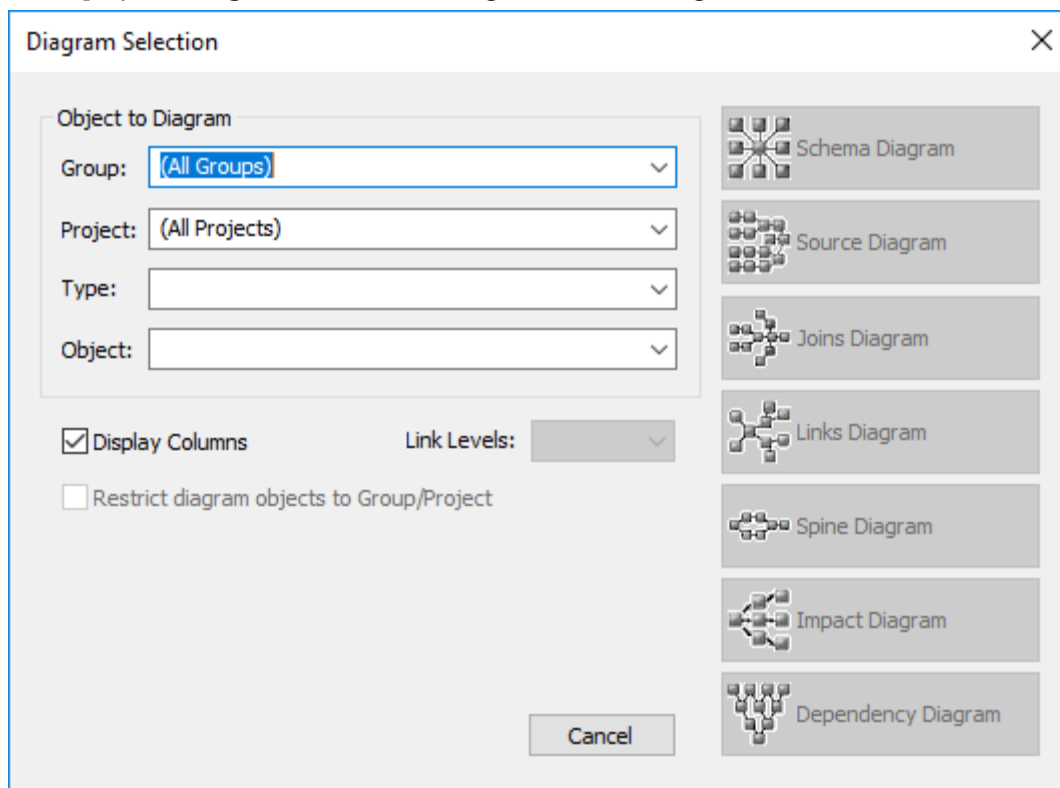 Diagram Selection
Object to Diagram
Group: (All Groups)
Project: (All Projects)
Type:
Object:
Display Columns Link Levels:
Restrict diagram objects to Group/Project
Cancel
Schema Diagram
Source Diagram
Joins Diagram
Links Diagram
Spine Diagram
Impact Diagram
Dependency Diagram